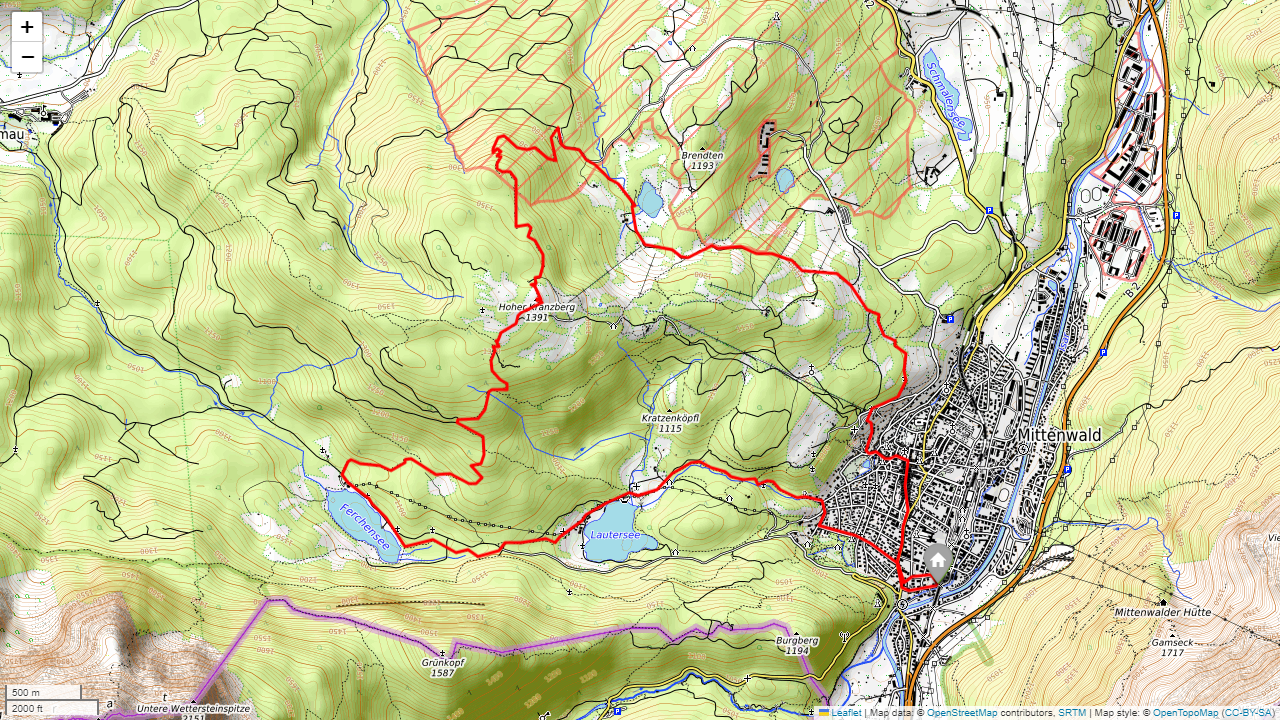 +
−
mau
Schmalensee
Brendten
1193
Hoher Kranzberg
1391
B 2
Kratzenköpfl
1115
Mittenwald
Ferchensee
Lautersee
Mittenwalder Hütte
Gamseck
1717
Burgberg
1194
Grünkopf
1587
Untere Wettersteinspitze
2151
500 m
2000 ft
Leaflet | Map data: © OpenStreetMap contributors, SRTM | Map style: © OpenTopoMap (CC-BY-SA)